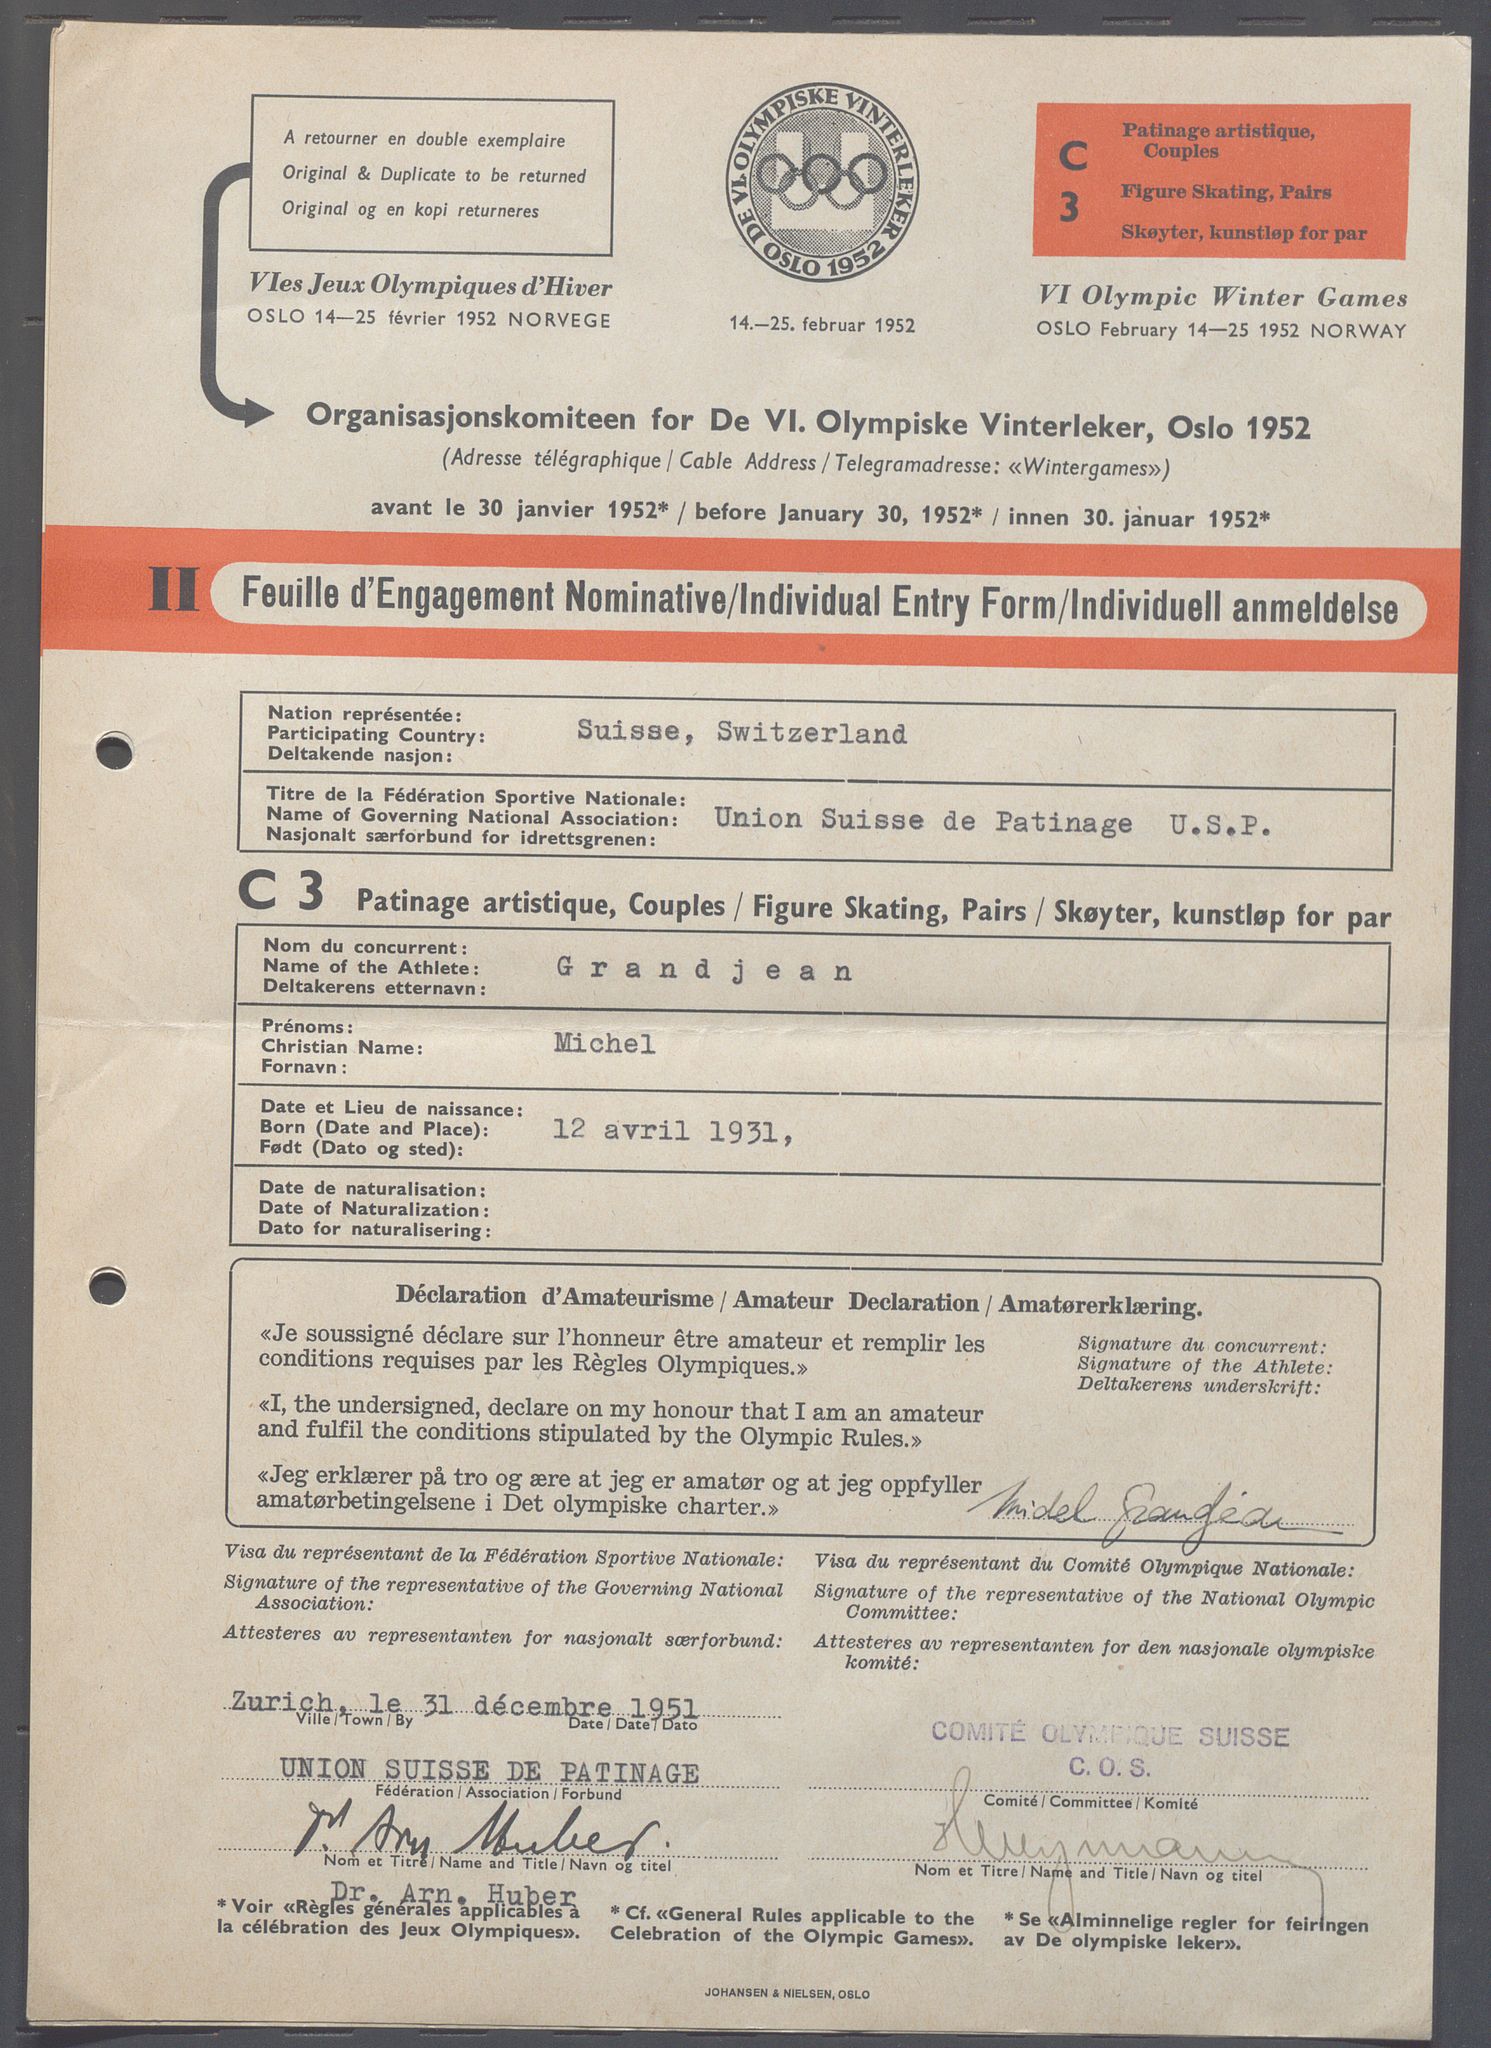 A retourner en double exemplaire
Original & Duplicate to be returned
Original og en kopi returneres
DE VI. OLYMPISKE VINTERLEKER OSLO 1952
C 3
Patinage artistique,
Couples
Figure Skating, Pairs
Skøyter, kunstløp for par
VIes Jeux Olympiques d'Hiver
OSLO 14—25 février 1952 NORVEGE
14.—25. februar 1952
VI Olympic Winter Games
OSLO February 14—25 1952 NORWAY
Organisasjonskomiteen for De VI. Olympiske Vinterleker, Oslo 1952
(Adresse télégraphique / Cable Address / Telegramadresse: «Wintergames»)
avant le 30 janvier 1952* / before January 30, 1952* / innen 30. januar 1952*
II Feuille d'Engagement Nominative/Individual Entry Form/Individuell anmeldelse
Nation représentée:
Participating Country: Suisse, Switzerland
Deltakende nasjon:
Titre de la Fédération Sportive Nationale:
Name of Governing National Association: Union Suisse de Patinage U.S.P.
Nasjonalt særforbund for idrettsgrenen:
C 3 Patinage artistique, Couples / Figure Skating, Pairs / Skøyter, kunstløp for par
Nom du concurrent:
Name of the Athlete: Grandjean
Deltakerens etternavn:
Prénoms:
Christian Name: Michel
Fornavn:
Date et Lieu de naissance:
Born (Date and Place): 12 avril 1931,
Født (Dato og sted):
Date de naturalisation:
Date of Naturalization:
Dato for naturalisering:
Déclaration d'Amateurisme / Amateur Declaration / Amatørerklæring.
«Je soussigné déclare sur l'honneur être amateur et remplir les
conditions requises par les Règles Olympiques.»
«I, the undersigned, declare on my honour that I am an amateur
and fulfil the conditions stipulated by the Olympic Rules.»
«Jeg erklærer på tro og ære at jeg er amatør og at jeg oppfyller
amatørbetingelsene i Det olympiske charter.»
Signature du concurrent:
Signature of the Athlete:
Deltakerens underskrift:
Michel Grandjean
Visa du représentant de la Fédération Sportive Nationale:
Signature of the representative of the Governing National
Association:
Attesteres av representanten for nasjonalt særforbund:
Visa du représentant du Comité Olympique Nationale:
Signature of the representative of the National Olympic
Committee:
Attesteres av representanten for den nasjonale olympiske
komité:
Zurich, le 31 décembre 1951
Ville / Town / By Date / Date / Dato
UNION SUISSE DE PATINAGE
Fédération / Association / Forbund
Dr Arn Huber.
Nom et Titre / Name and Title / Navn og titel
Dr. Arn. Huber
COMITÉ OLYMPIQUE SUISSE
C. O. S.
Comité / Committee / Komité
Nom et Titre / Name and Title / Navn og titel
* Voir «Règles générales applicables à
la célébration des Jeux Olympiques».
* Cf. «General Rules applicable to the
Celebration of the Olympic Games».
* Se «Alminnelige regler for feiringen
av De olympiske leker».
JOHANSEN & NIELSEN, OSLO